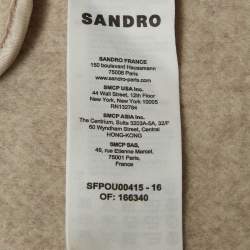 SANDRO
SANDRO FRANCE
150 boulevard Haussmann
75008 Paris
www.sandro-paris.com
SMCP USA Inc.
44 Wall Street, 12th Floor
New York, New York 10005
RN132784
SMCP ASIA Inc.
The Centrium, Suite 3203A-5A, 32/F
60 Wyndham Street, Central
HONG-KONG
SMCP SAS
49, rue Etienne Marcel,
75001 Paris.
France
SFPOU00415 - 16
OF: 166340